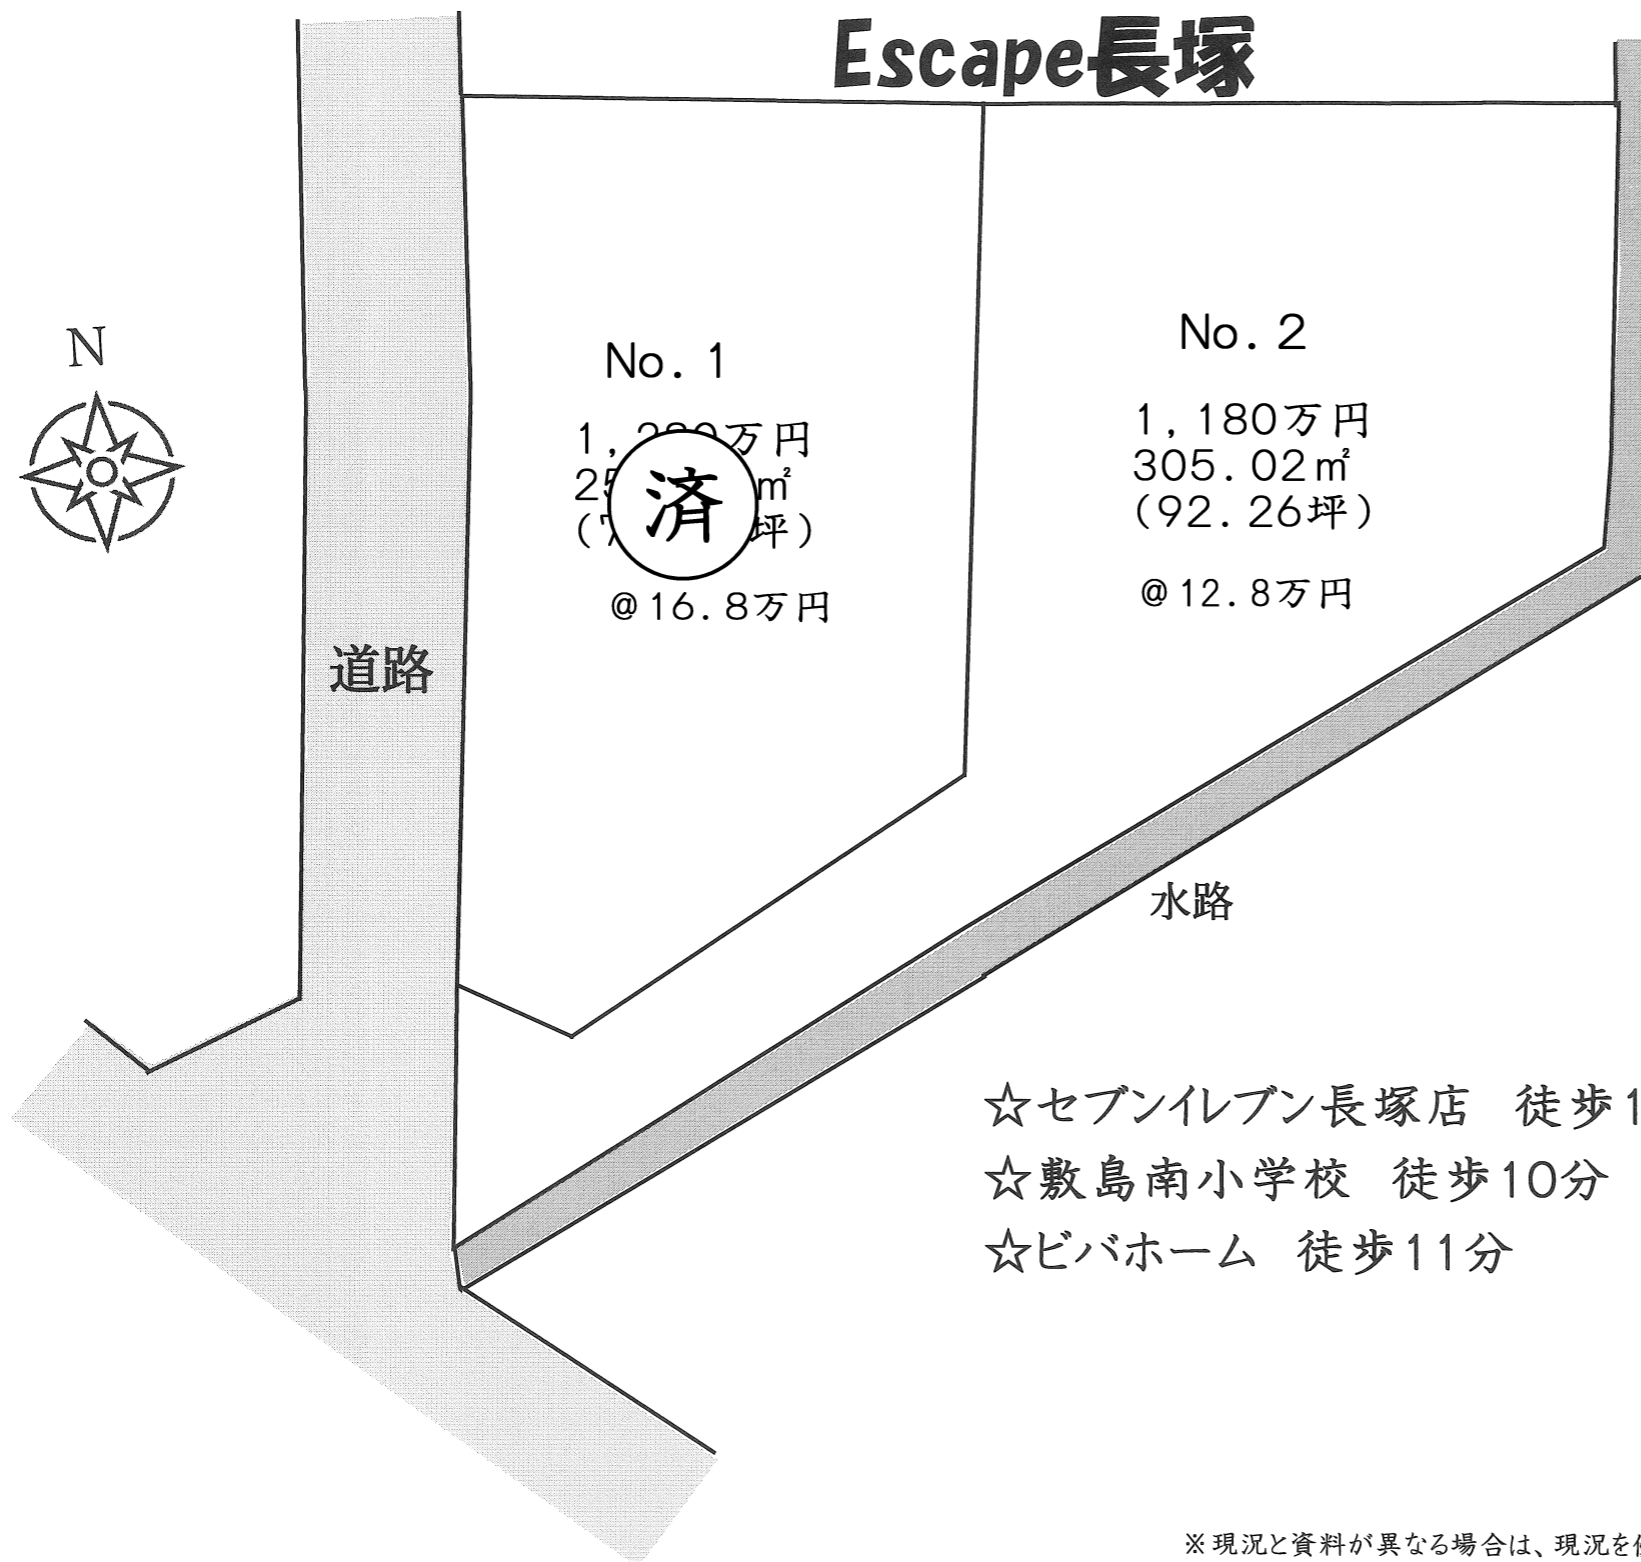 Escape長塚
N
No. 1
万円
済
㎡
坪)
@16.8万円
No. 2
1,180万円
305.02㎡
(92.26坪)
@12.8万円
道路
水路
☆セブンイレブン長塚店 徒歩1
☆敷島南小学校 徒歩10分
☆ビバホーム 徒歩11分
※現況と資料が異なる場合は、現況を